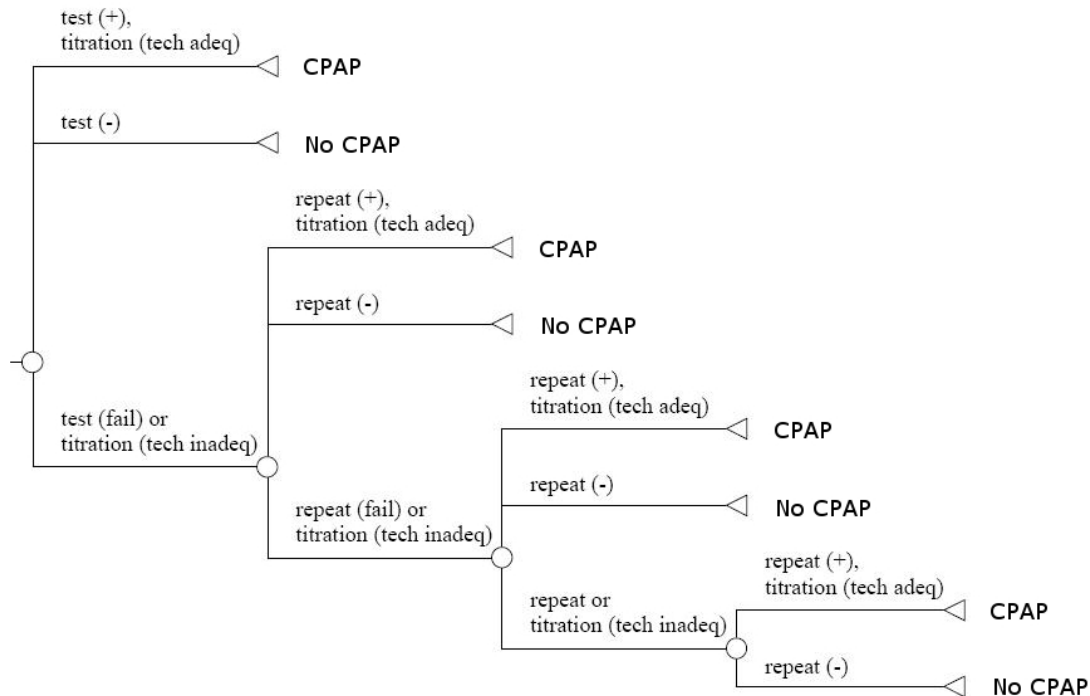 test (+),
titration (tech adeq)
CPAP
test (-)
No CPAP
repeat (+),
titration (tech adeq)
CPAP
repeat (-)
No CPAP
test (fail) or
titration (tech inadeq)
repeat (+),
titration (tech adeq)
CPAP
repeat (-)
No CPAP
repeat (fail) or
titration (tech inadeq)
repeat (+),
titration (tech adeq)
CPAP
repeat or
titration (tech inadeq)
repeat (-)
No CPAP